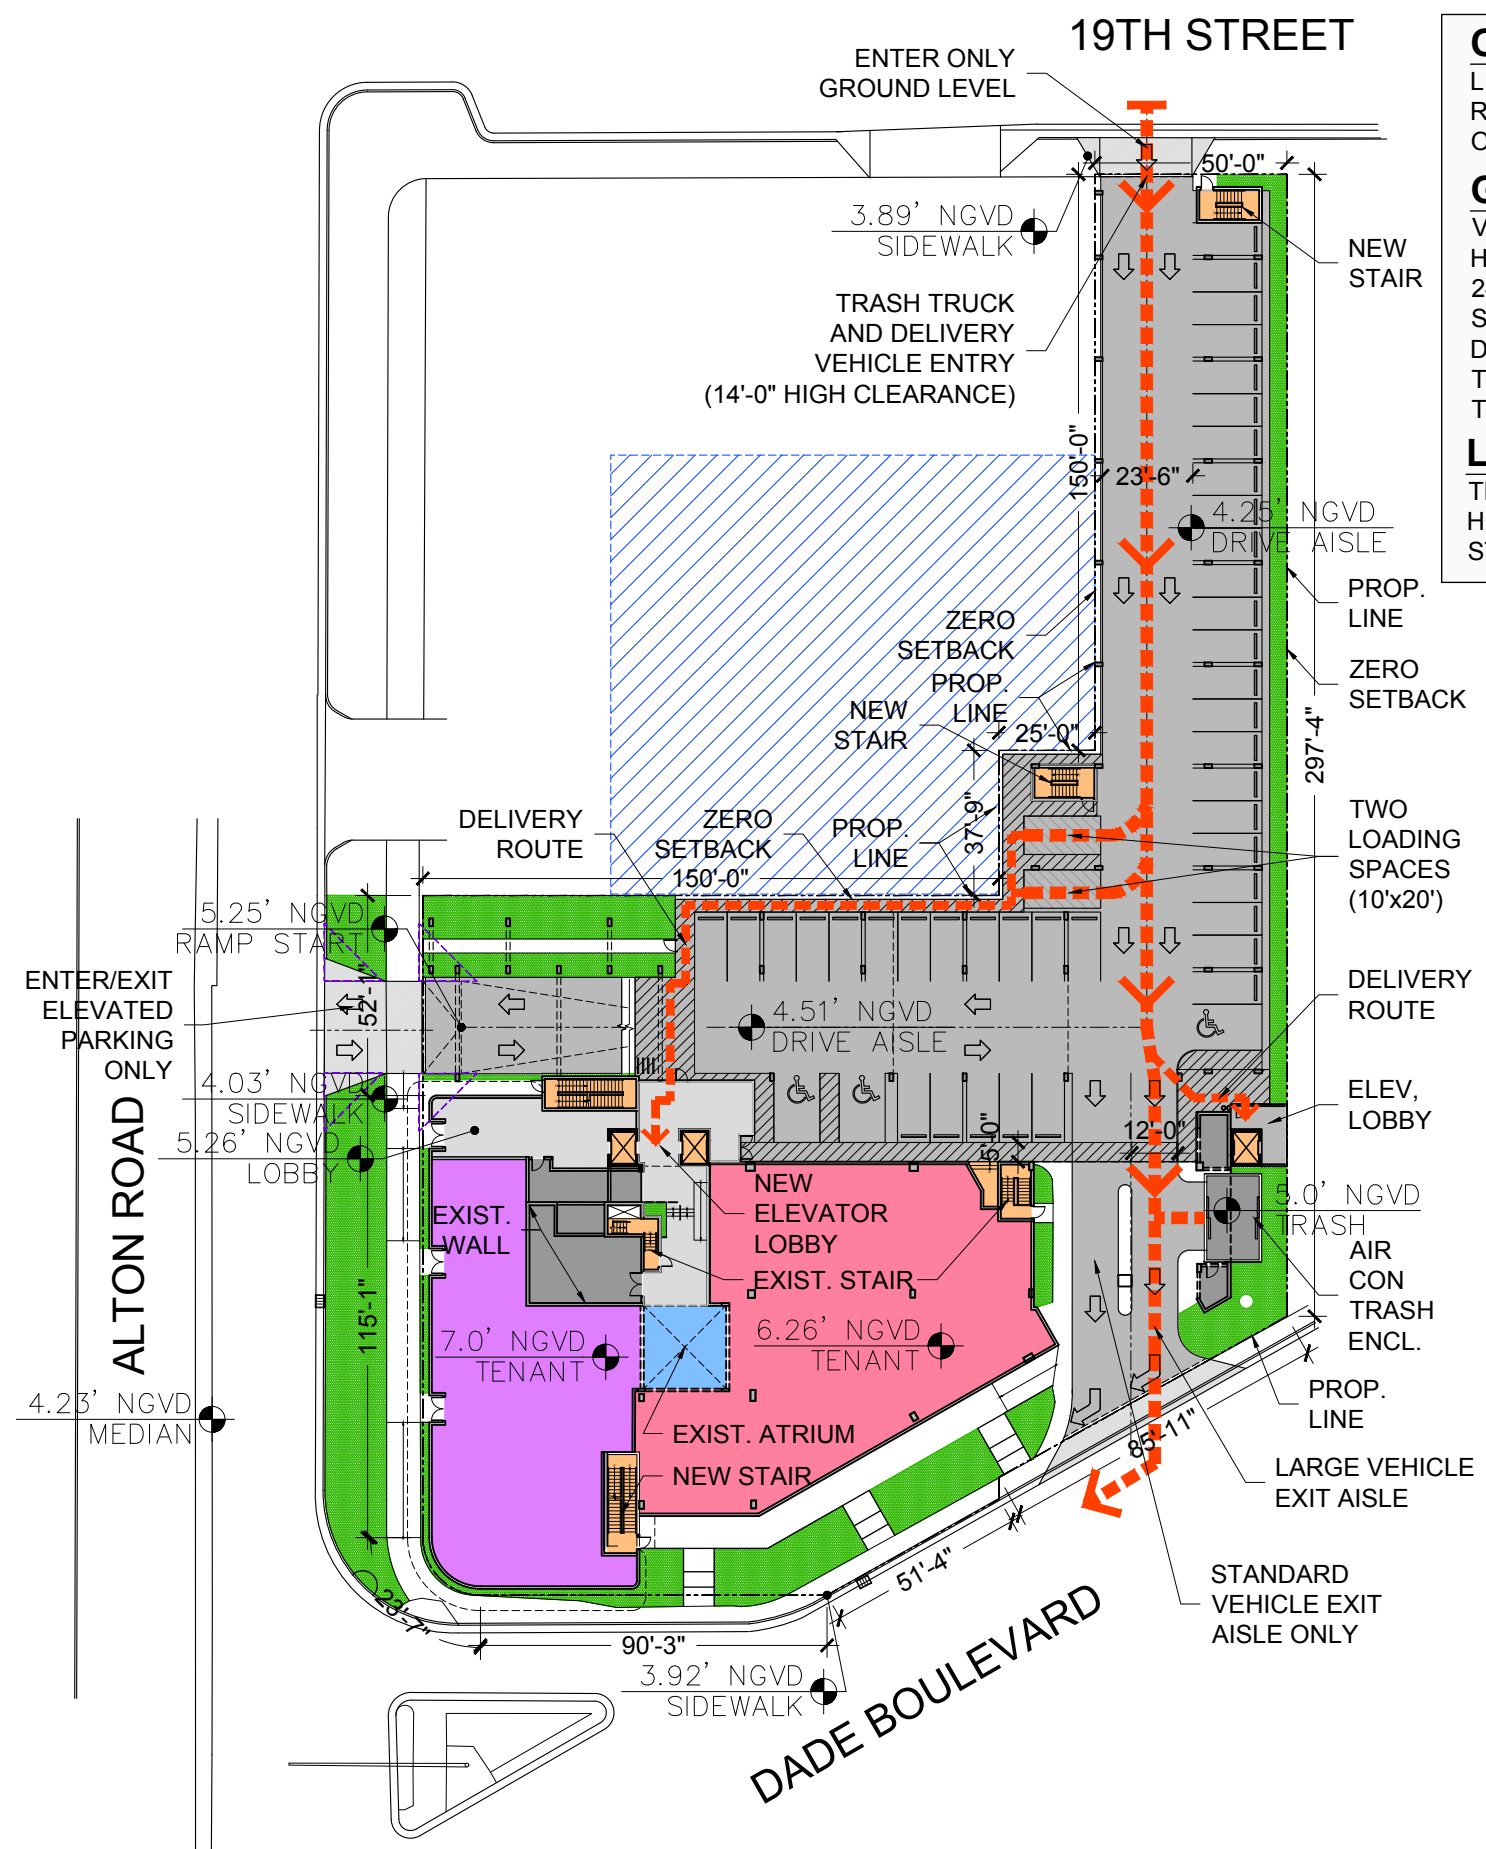 19TH STREET
ENTER ONLY
GROUND LEVEL
50'-0"
3.89' NGVD
SIDEWALK
NEW
STAIR
TRASH TRUCK
AND DELIVERY
VEHICLE ENTRY
(14'-0" HIGH CLEARANCE)
150'-0"
23'-6"
4.25' NGVD
DRIVE AISLE
PROP.
LINE
ZERO
SETBACK
ZERO
SETBACK
PROP.
LINE
NEW
STAIR
25'-0"
297'-4"
37'-9"
TWO
LOADING
SPACES
(10'x20')
DELIVERY
ROUTE
ZERO
SETBACK
PROP.
LINE
150'-0"
5.25' NGVD
RAMP START
ENTER/EXIT
ELEVATED
PARKING
ONLY
52'-1"
4.51' NGVD
DRIVE AISLE
DELIVERY
ROUTE
4.03' NGVD
SIDEWALK
5.26' NGVD
LOBBY
ELEV,
LOBBY
12'-0"
5'-0"
ALTON ROAD
EXIST.
WALL
NEW
ELEVATOR
LOBBY
EXIST. STAIR
5.0' NGVD
TRASH
AIR
CON
TRASH
ENCL.
115'-1"
7.0' NGVD
TENANT
6.26' NGVD
TENANT
4.23' NGVD
MEDIAN
PROP.
LINE
EXIST. ATRIUM
NEW STAIR
85'-11"
LARGE VEHICLE
EXIT AISLE
51'-4"
STANDARD
VEHICLE EXIT
AISLE ONLY
23'-7"
90'-3"
3.92' NGVD
SIDEWALK
DADE BOULEVARD